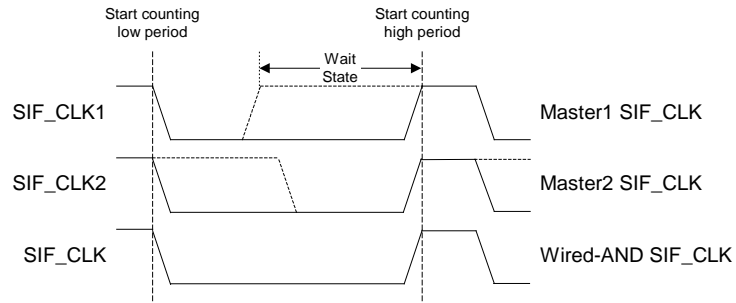 Start counting
low period
Start counting
high period
Wait
State
SIF_CLK1
Master1 SIF_CLK
SIF_CLK2
Master2 SIF_CLK
SIF_CLK
Wired-AND SIF_CLK